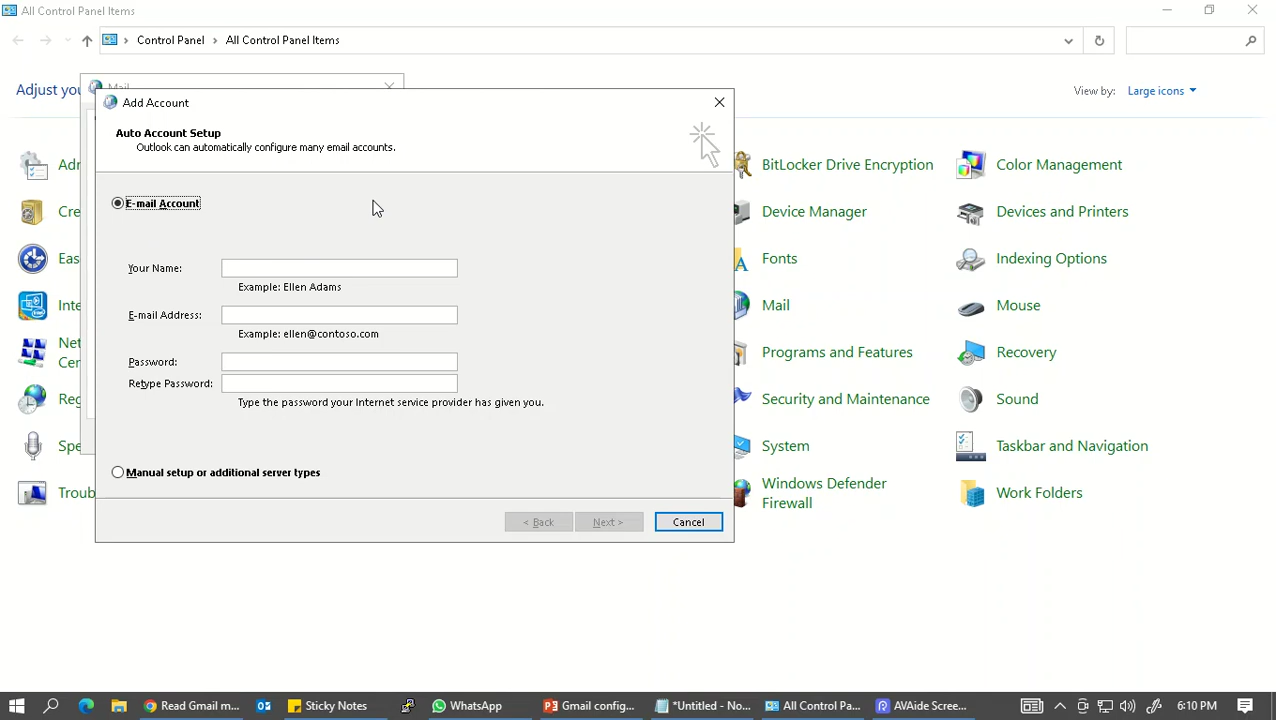 All Control Panel Items
Control Panel > All Control Panel Items
Adjust you
View by: Large icons
Mail
Add Account
Auto Account Setup
Outlook can automatically configure many email accounts.
E-mail Account
Your Name:
Example: Ellen Adams
E-mail Address:
Example: ellen@contoso.com
Password:
Retype Password:
Type the password your Internet service provider has given you.
Manual setup or additional server types
< Back
Next >
Cancel
Adr
Cre
Eas
Inte
Net
Cen
Reg
Spe
Troub
BitLocker Drive Encryption
Color Management
Device Manager
Devices and Printers
Fonts
Indexing Options
Mail
Mouse
Programs and Features
Recovery
Security and Maintenance
Sound
System
Taskbar and Navigation
Windows Defender
Firewall
Work Folders
Read Gmail m...
Sticky Notes
WhatsApp
Gmail config...
*Untitled - No...
All Control Pa...
AVAide Scree...
6:10 PM